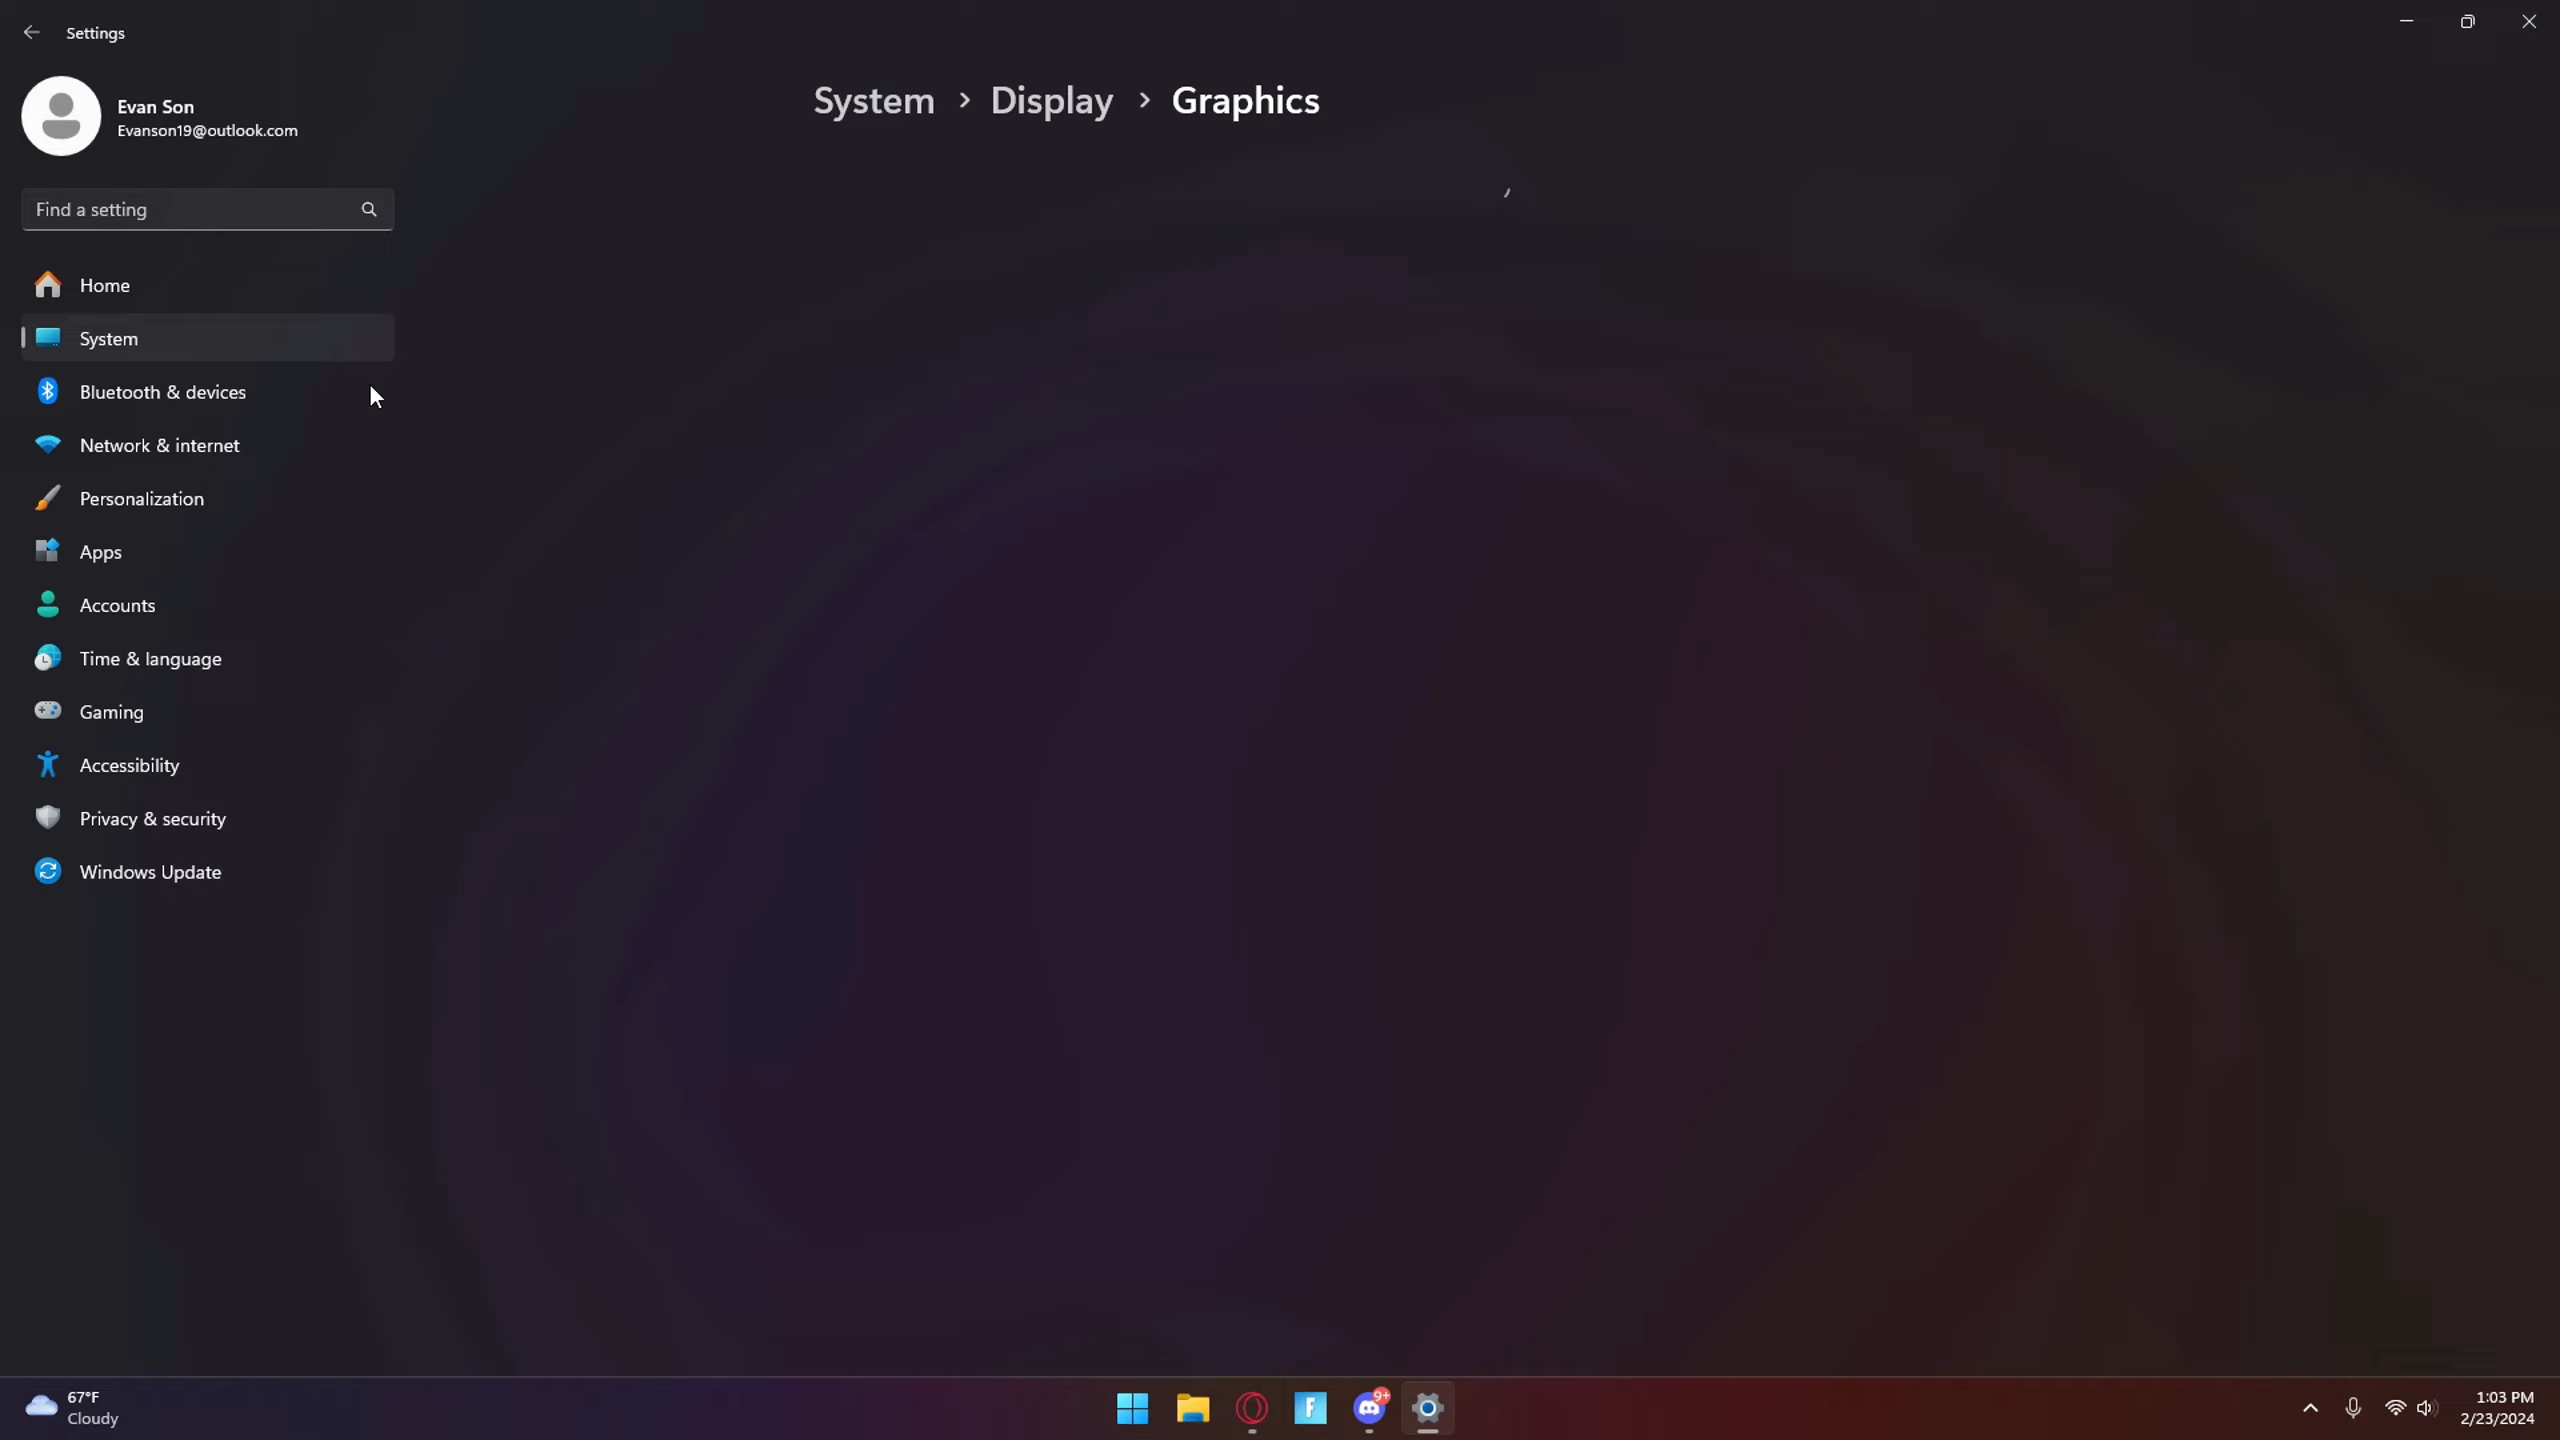 Settings
Evan Son
Evanson19@outlook.com
System > Display > Graphics
Find a setting
Home
System
Bluetooth & devices
Network & internet
Personalization
Apps
Accounts
Time & language
Gaming
Accessibility
Privacy & security
Windows Update
67°F
Cloudy
F
9+
1:03 PM
2/23/2024